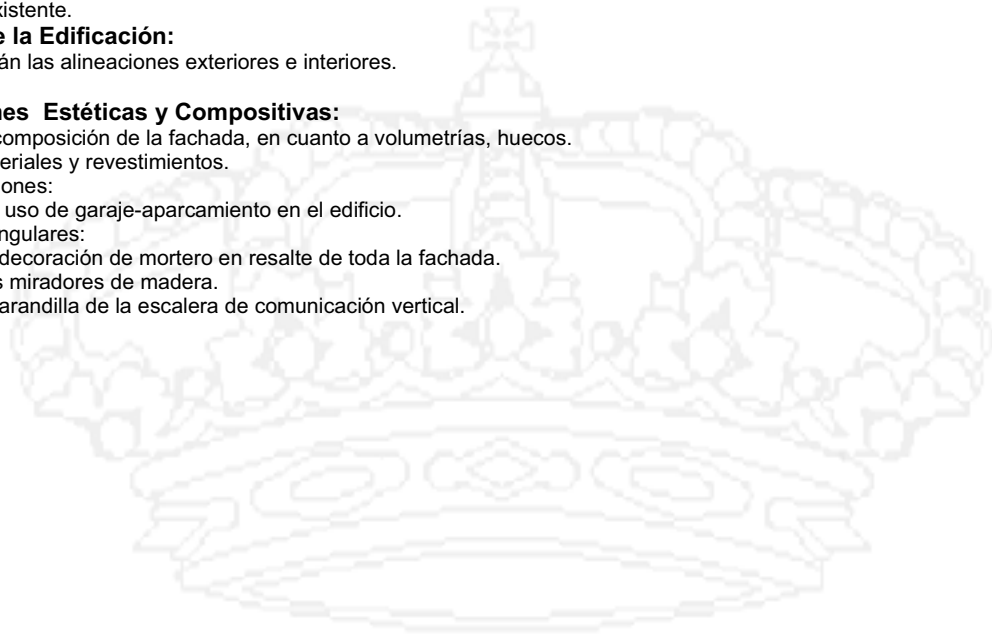 xistente.
e la Edificación:
án las alineaciones exteriores e interiores.
nes Estéticas y Compositivas:
composición de la fachada, en cuanto a volumetrías, huecos.
eriales y revestimientos.
ones:
uso de garaje-aparcamiento en el edificio.
ngulares:
decoración de mortero en resalte de toda la fachada.
s miradores de madera.
arandilla de la escalera de comunicación vertical.